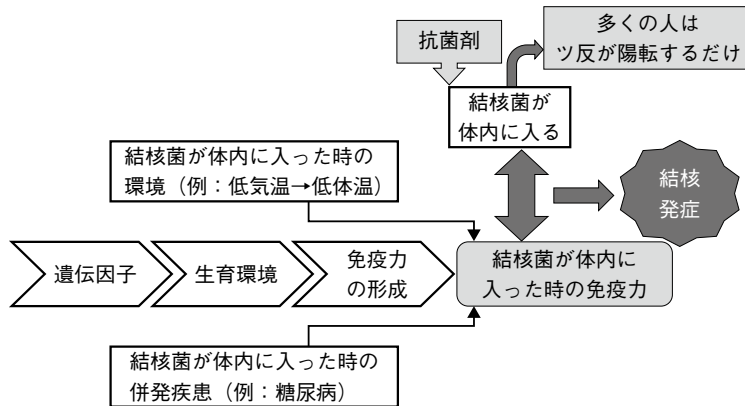 抗菌剤
多くの人は
ツ反が陽転するだけ
結核菌が
体内に入る
結核菌が体内に入った時の
環境（例：低気温→低体温）
結核
発症
遺伝因子
生育環境
免疫力
の形成
結核菌が体内に
入った時の免疫力
結核菌が体内に入った時の
併発疾患（例：糖尿病）